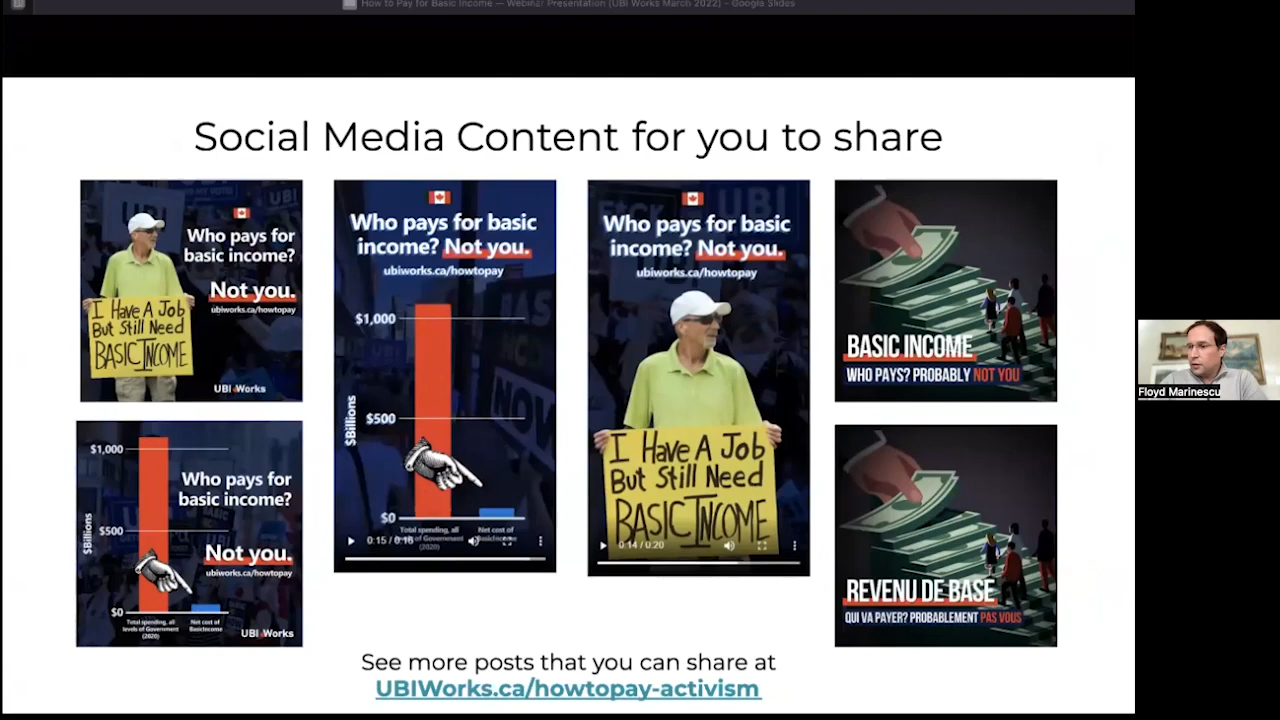 How to Pay for Basic Income — Webinar Presentation (UBI Works March 2022) - Google Slides
Social Media Content for you to share
Who pays for
basic income?
Not you.
ubiworks.ca/howtopay
I Have A Job
But Still Need
BASIC INCOME
UBI Works
Who pays for basic
income? Not you.
ubiworks.ca/howtopay
$1,000
$500
$0
$Billions
Total spending, all
levels of Government
(2020)
Net cost of
BasicIncome
0:15 / 0:16
Who pays for basic
income? Not you.
ubiworks.ca/howtopay
UBI
I Have A Job
But Still Need
BASIC INCOME
0:14 / 0:20
BASIC INCOME
WHO PAYS? PROBABLY NOT YOU
$1,000
$500
$0
$Billions
Who pays for
basic income?
Not you.
ubiworks.ca/howtopay
Total spending, all
levels of Government
(2020)
Net cost of
BasicIncome
UBI Works
REVENU DE BASE
QUI VA PAYER? PROBABLEMENT PAS VOUS
See more posts that you can share at
UBIWorks.ca/howtopay-activism
Floyd Marinescu